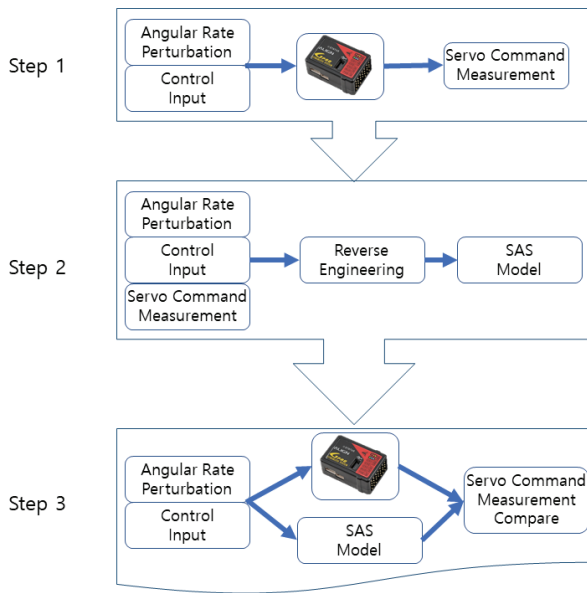 Step 1
Angular Rate
Perturbation
Control
Input
Servo Command
Measurement
Step 2
Angular Rate
Perturbation
Control
Input
Servo Command
Measurement
Reverse
Engineering
SAS
Model
Step 3
Angular Rate
Perturbation
Control
Input
SAS
Model
Servo Command
Measurement
Compare